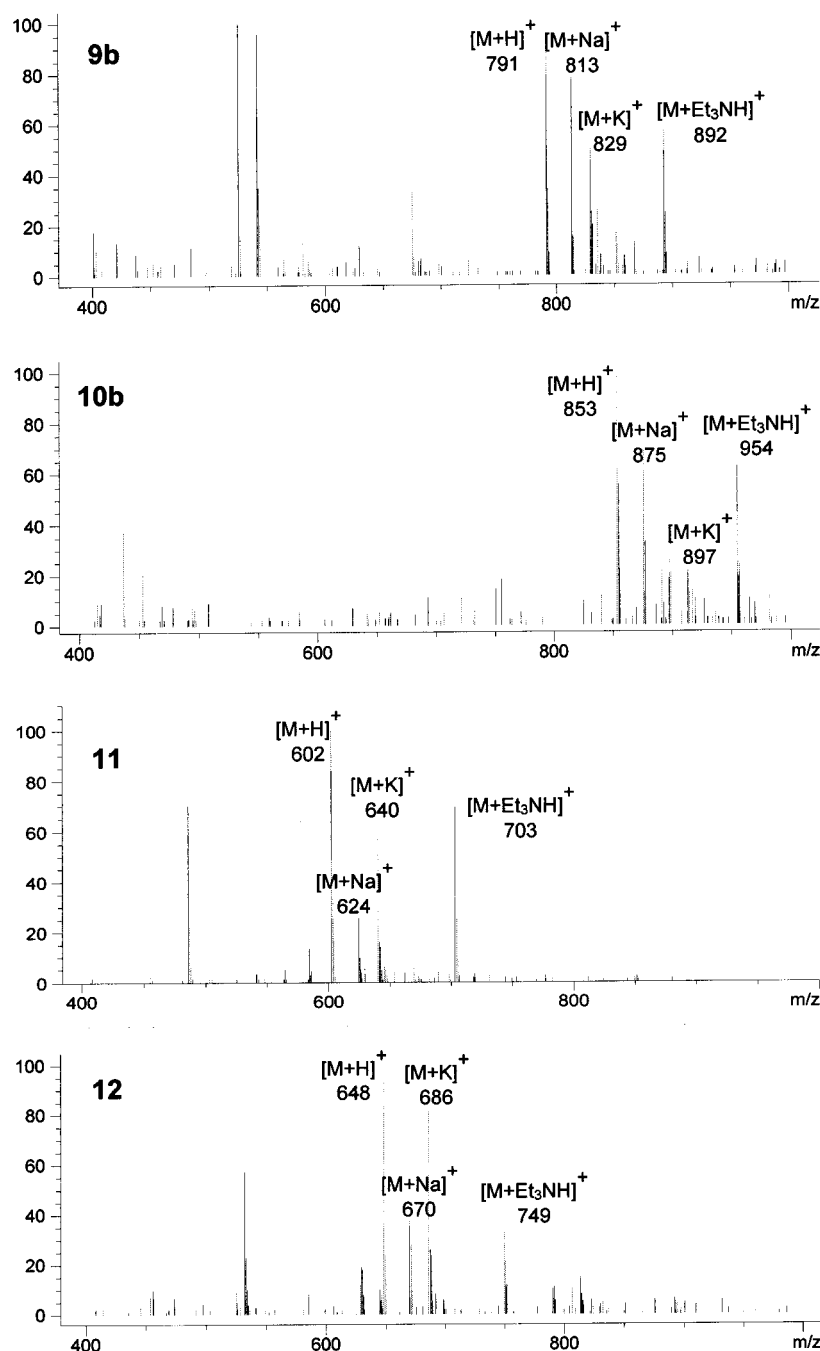 100
80
60
40
20
0
9b
[M+H]+
791
[M+Na]+
813
[M+K]+
829
[M+Et₃NH]+
892
400
600
800
m/z
100
80
60
40
20
0
10b
[M+H]+
853
[M+Na]+
875
[M+K]+
897
[M+Et₃NH]+
954
400
600
800
m/z
100
80
60
40
20
0
11
[M+H]+
602
[M+K]+
640
[M+Na]+
624
[M+Et₃NH]+
703
400
600
800
m/z
100
80
60
40
20
0
12
[M+H]+
648
[M+K]+
686
[M+Na]+
670
[M+Et₃NH]+
749
400
600
800
m/z